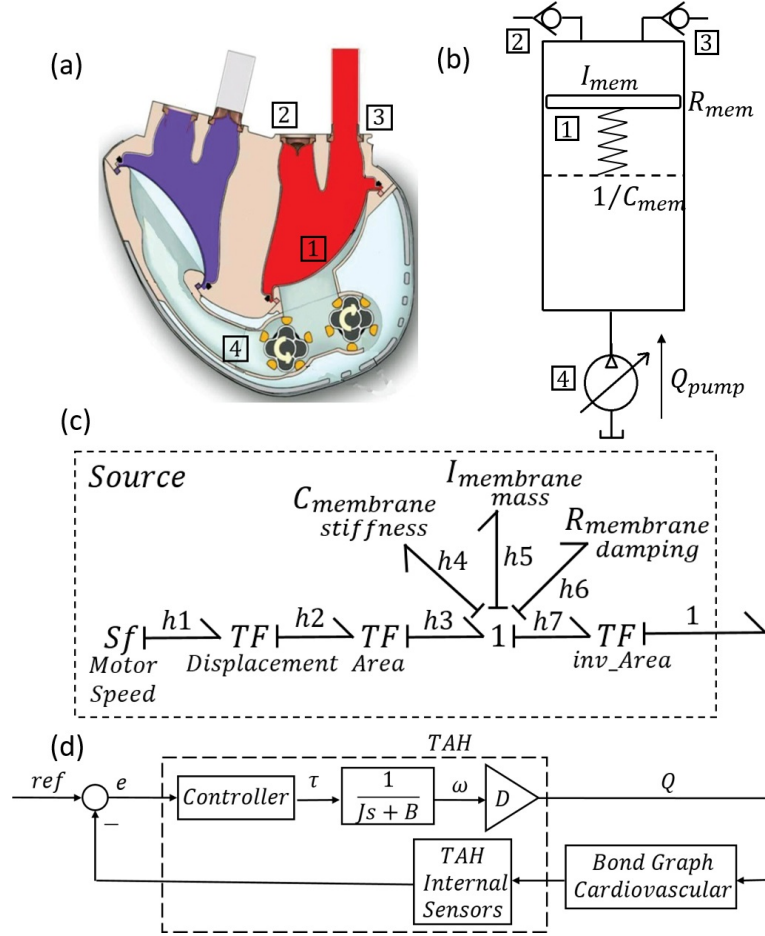 (a)
2
3
1
4
(b)
2
3
I_mem
R_mem
1
1/C_mem
4
Q_pump
(c)
Source
C_membrane
stiffness
I_membrane
mass
R_membrane
damping
h4
h5
h6
h1
h2
h3
h7
1
Sf
TF
TF
1
TF
Motor
Speed
Displacement
Area
inv_Area
(d)
TAH
ref
e
Controller
τ
1
Js + B
ω
D
Q
−
TAH
Internal
Sensors
Bond Graph
Cardiovascular